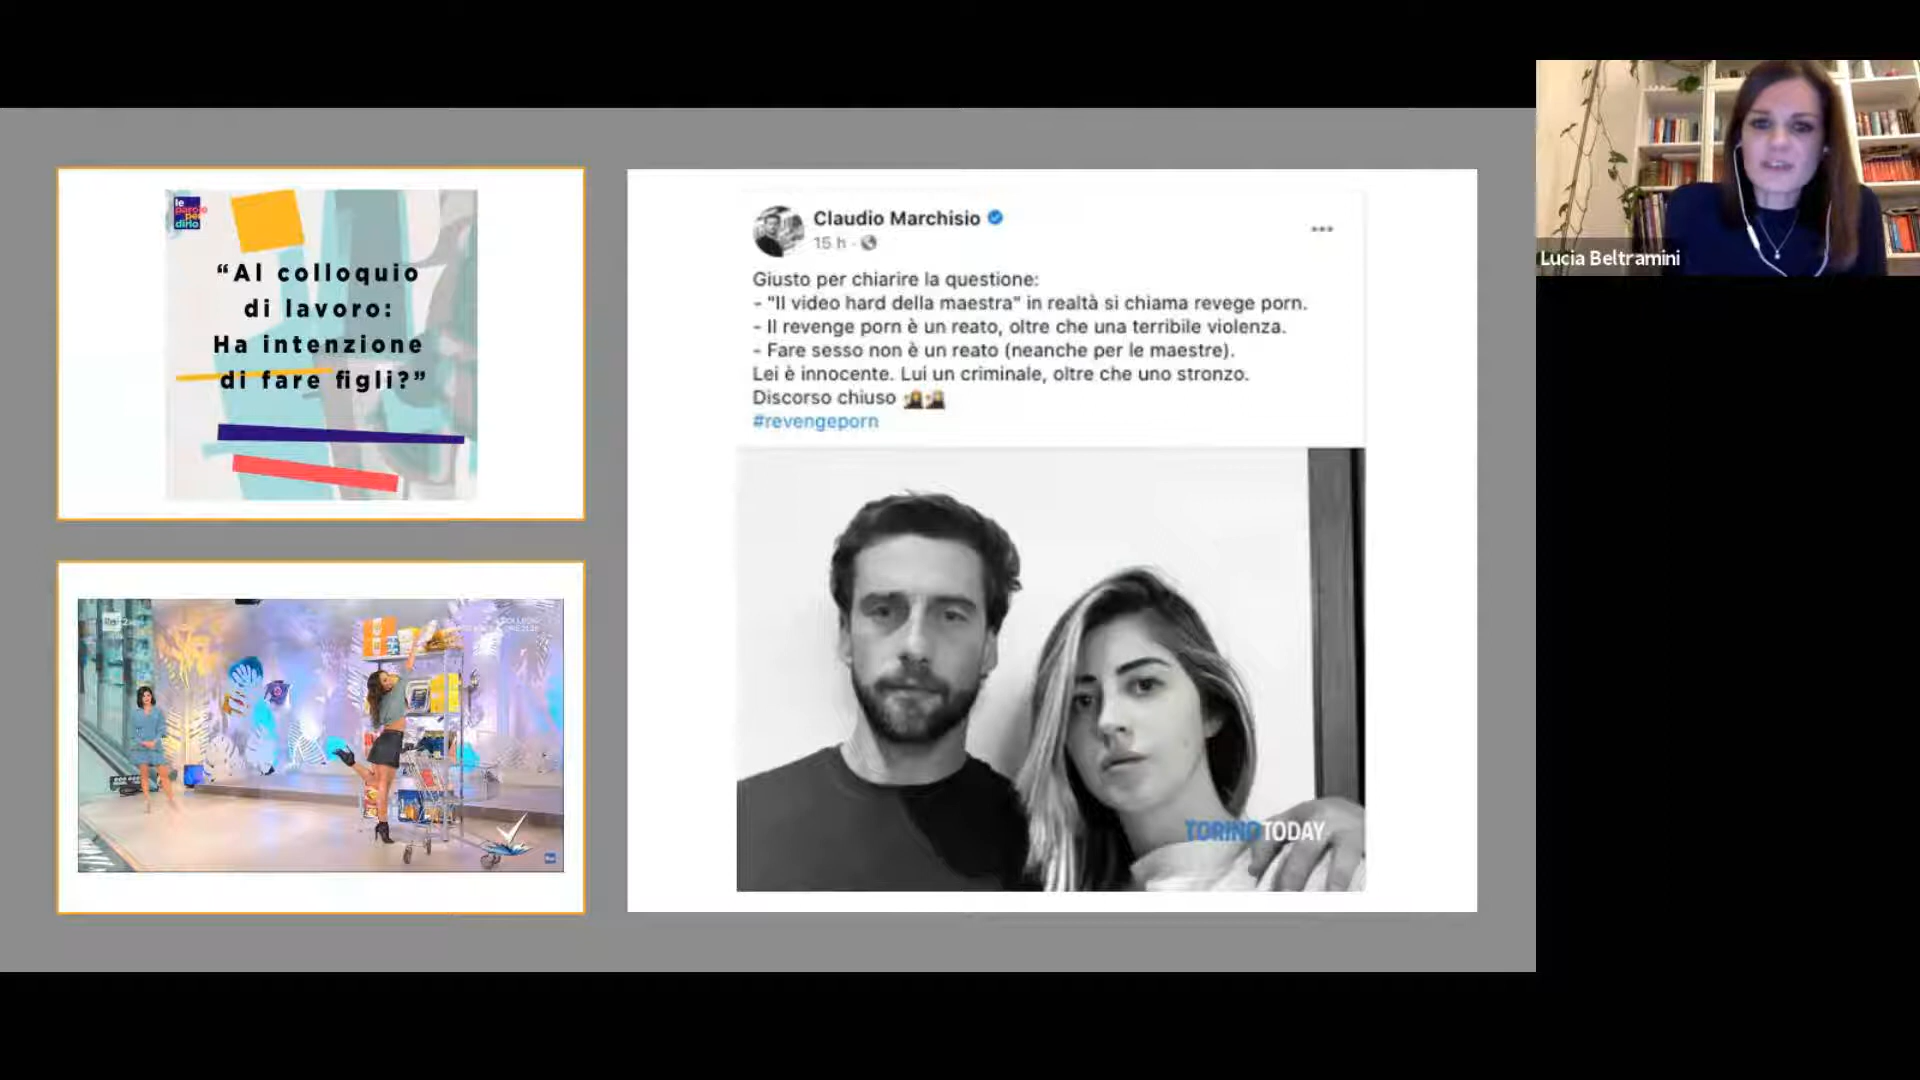 le
parole
per
dirlo
“Al colloquio
di lavoro:
Ha intenzione
di fare figli?”
Claudio Marchisio
15 h ·
Giusto per chiarire la questione:
- "Il video hard della maestra" in realtà si chiama revege porn.
- Il revenge porn è un reato, oltre che una terribile violenza.
- Fare sesso non è un reato (neanche per le maestre).
Lei è innocente. Lui un criminale, oltre che uno stronzo.
Discorso chiuso
#revengeporn
TORINOTODAY
Lucia Beltramini